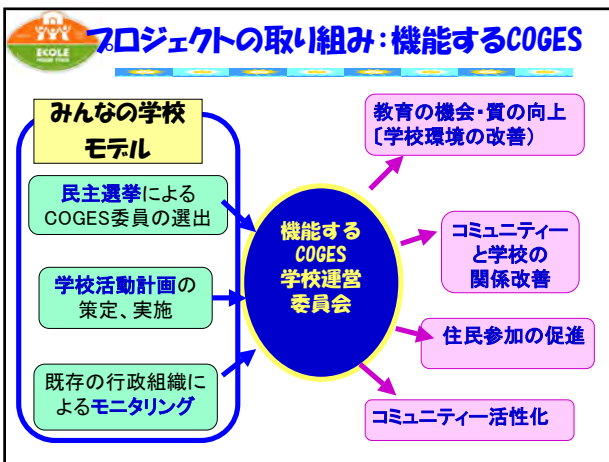 プロジェクトの取り組み:機能するCOGES
ECOLE
みんなの学校
モデル
民主選挙による
COGES委員の選出
学校活動計画の
策定、実施
既存の行政組織に
よるモニタリング
機能する
COGES
学校運営
委員会
教育の機会・質の向上
〔学校環境の改善)
コミュニティー
と学校の
関係改善
住民参加の促進
コミュニティー活性化